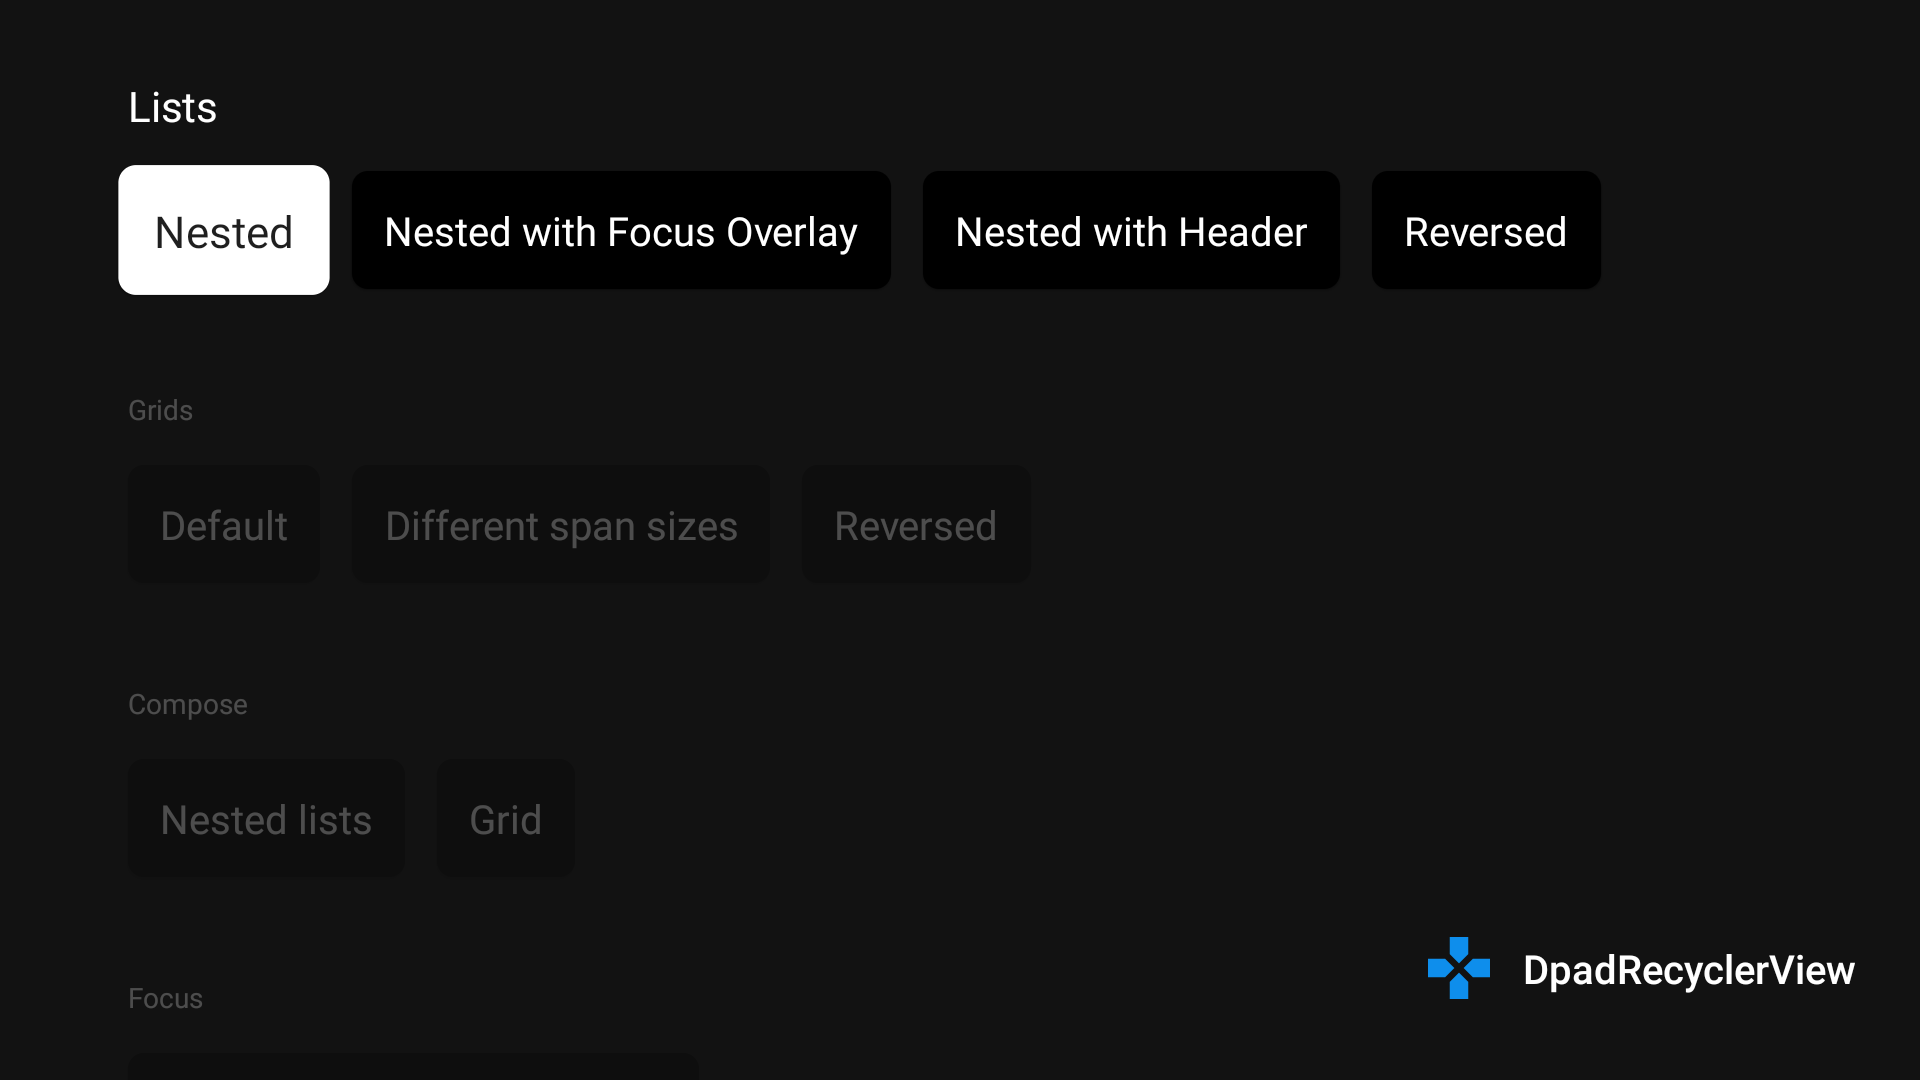 Lists
Nested
Nested with Focus Overlay
Nested with Header
Reversed
Grids
Default
Different span sizes
Reversed
Compose
Nested lists
Grid
Focus
DpadRecyclerView